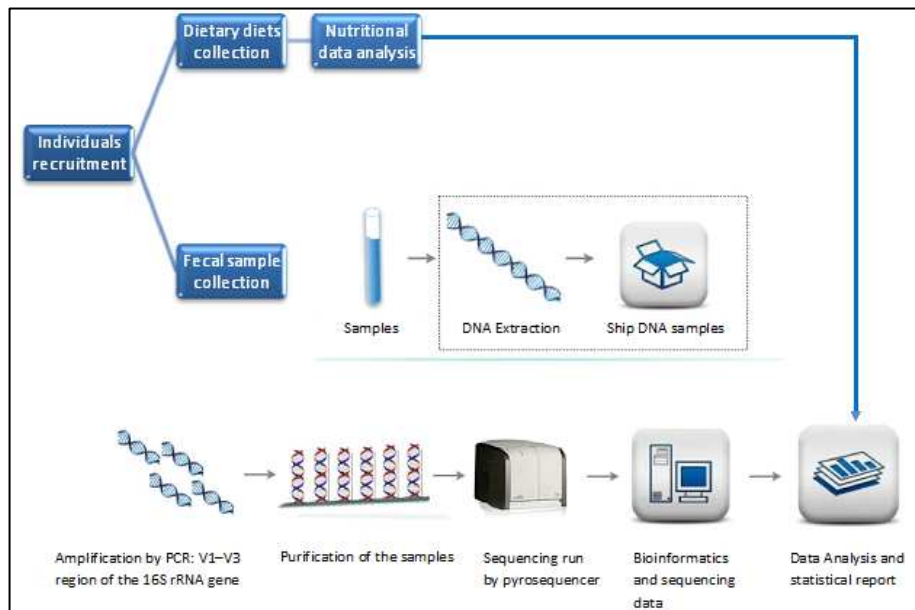 Dietary diets
collection
Nutritional
data analysis
Individuals
recruitment
Fecal sample
collection
Samples
DNA Extraction
Ship DNA samples
Amplification by PCR: V1–V3
region of the 16S rRNA gene
Purification of the samples
Sequencing run
by pyrosequencer
Bioinformatics
and sequencing
data
Data Analysis and
statistical report